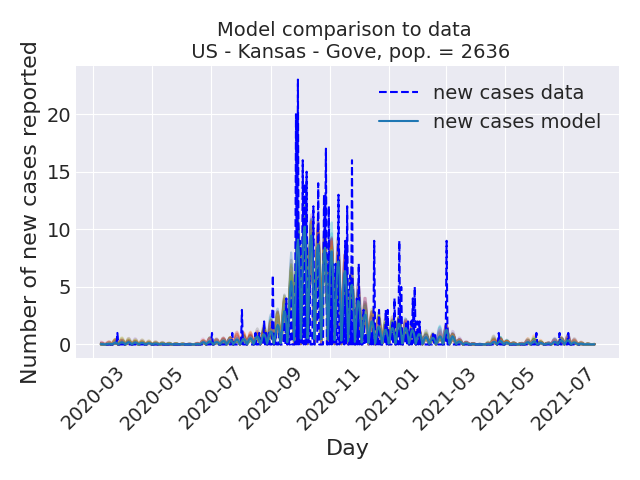 Model comparison to data
US - Kansas - Gove, pop. = 2636
Number of new cases reported
20
15
10
5
0
new cases data
new cases model
2020-03
2020-05
2020-07
2020-09
2020-11
2021-01
2021-03
2021-05
2021-07
Day